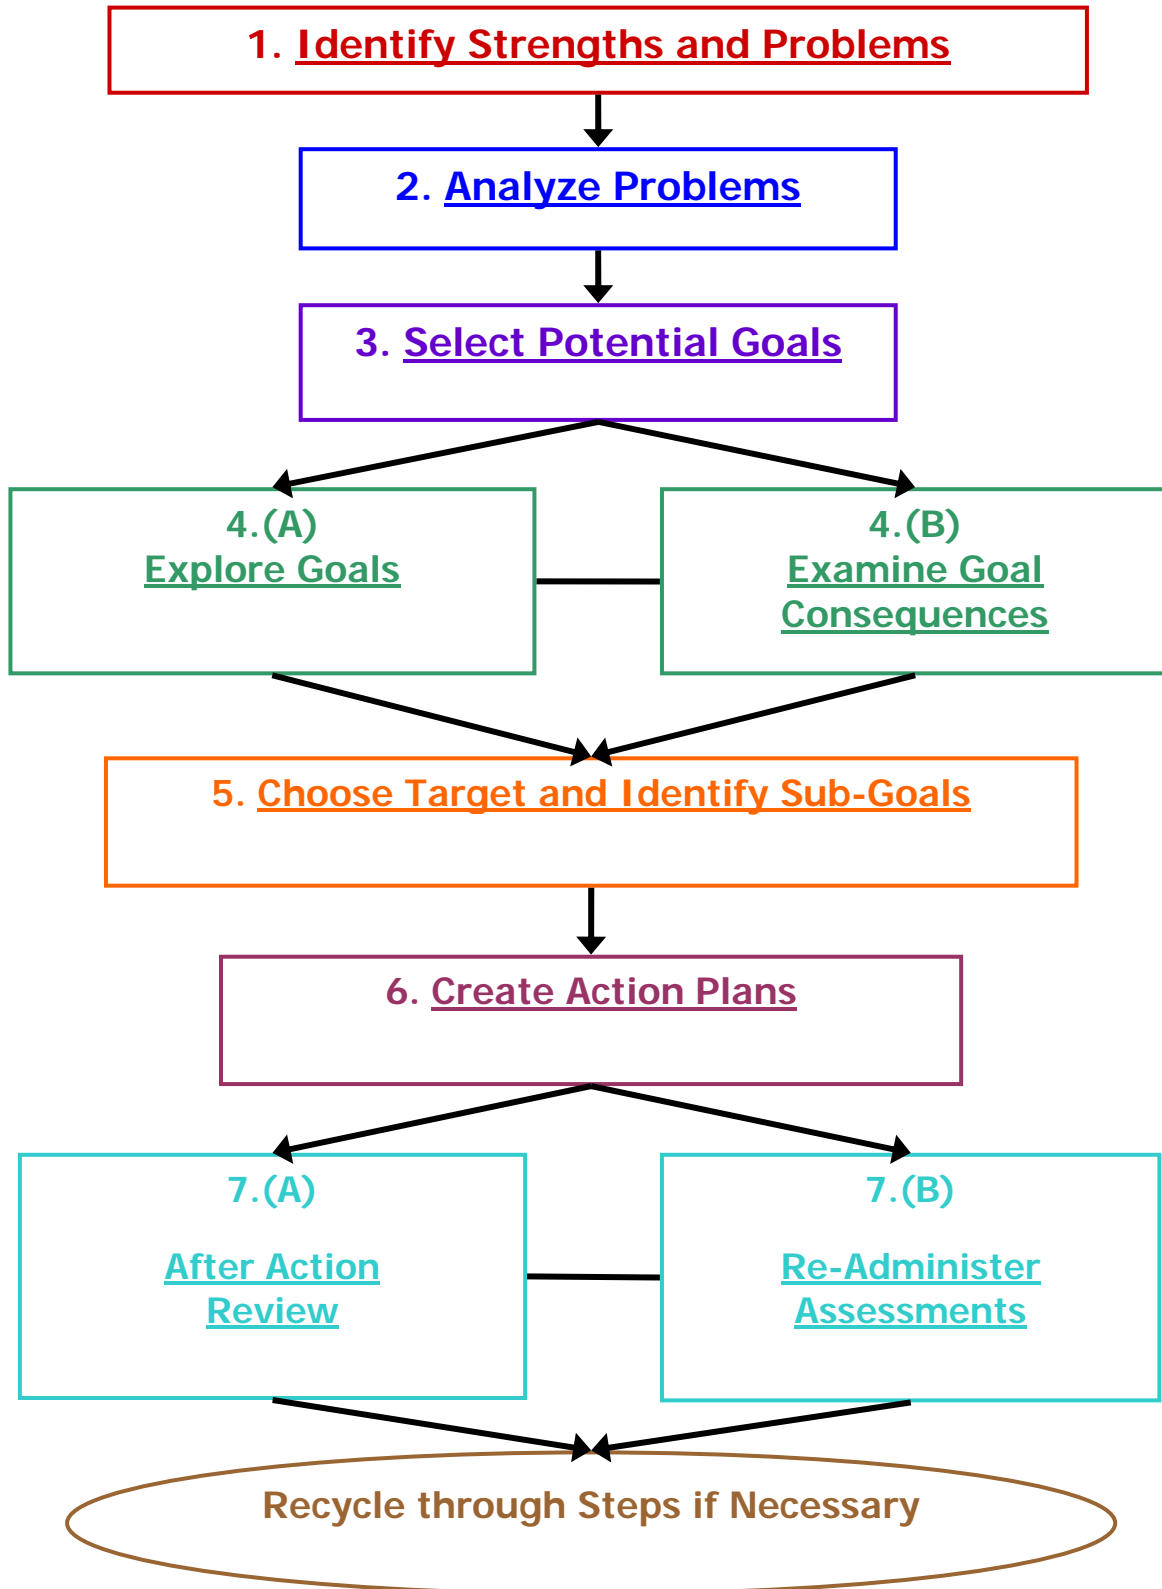 1. Identify Strengths and Problems
2. Analyze Problems
3. Select Potential Goals
4.(A)
Explore Goals
4.(B)
Examine Goal
Consequences
5. Choose Target and Identify Sub-Goals
6. Create Action Plans
7.(A)
After Action
Review
7.(B)
Re-Administer
Assessments
Recycle through Steps if Necessary